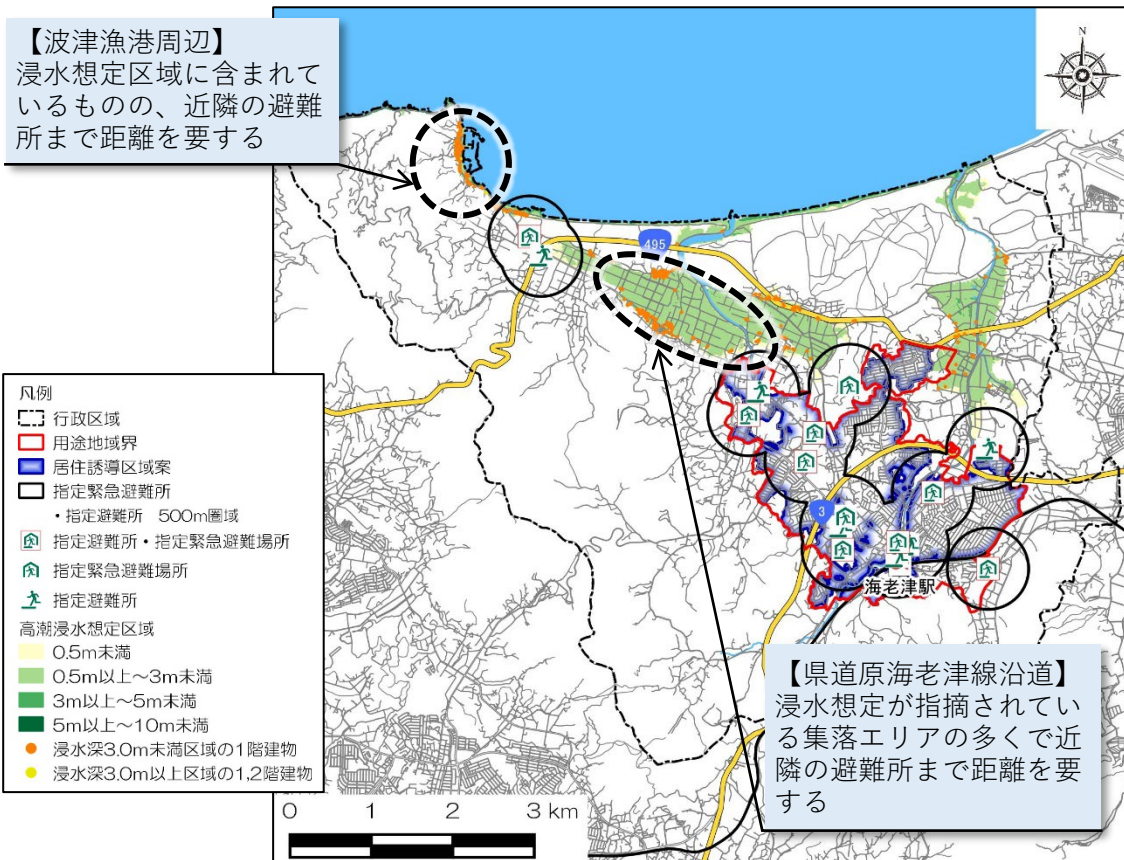 【波津漁港周辺】
浸水想定区域に含まれて
いるものの、近隣の避難
所まで距離を要する
N
495
凡例
行政区域
用途地域界
居住誘導区域案
指定緊急避難所
・指定避難所 500m圏域
指定避難所・指定緊急避難場所
指定緊急避難場所
指定避難所
高潮浸水想定区域
0.5m未満
0.5m以上～3m未満
3m以上～5m未満
5m以上～10m未満
浸水深3.0m未満区域の1階建物
浸水深3.0m以上区域の1,2階建物
3
海老津駅
【県道原海老津線沿道】
浸水想定が指摘されてい
る集落エリアの多くで近
隣の避難所まで距離を要
する
0 1 2 3 km